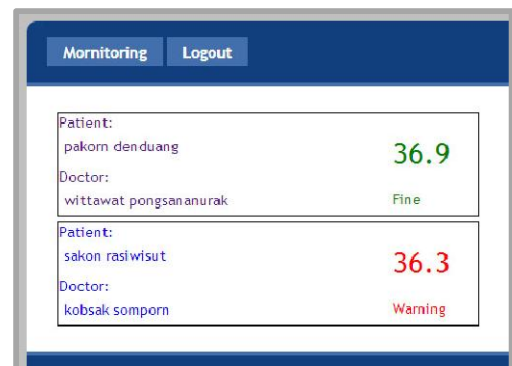 Mornitoring Logout
Patient:
pakorn denduang
36.9
Doctor:
wittawat pongsananurak
Fine
Patient:
sakon rasiwisut
36.3
Doctor:
kobsak somporn
Warning